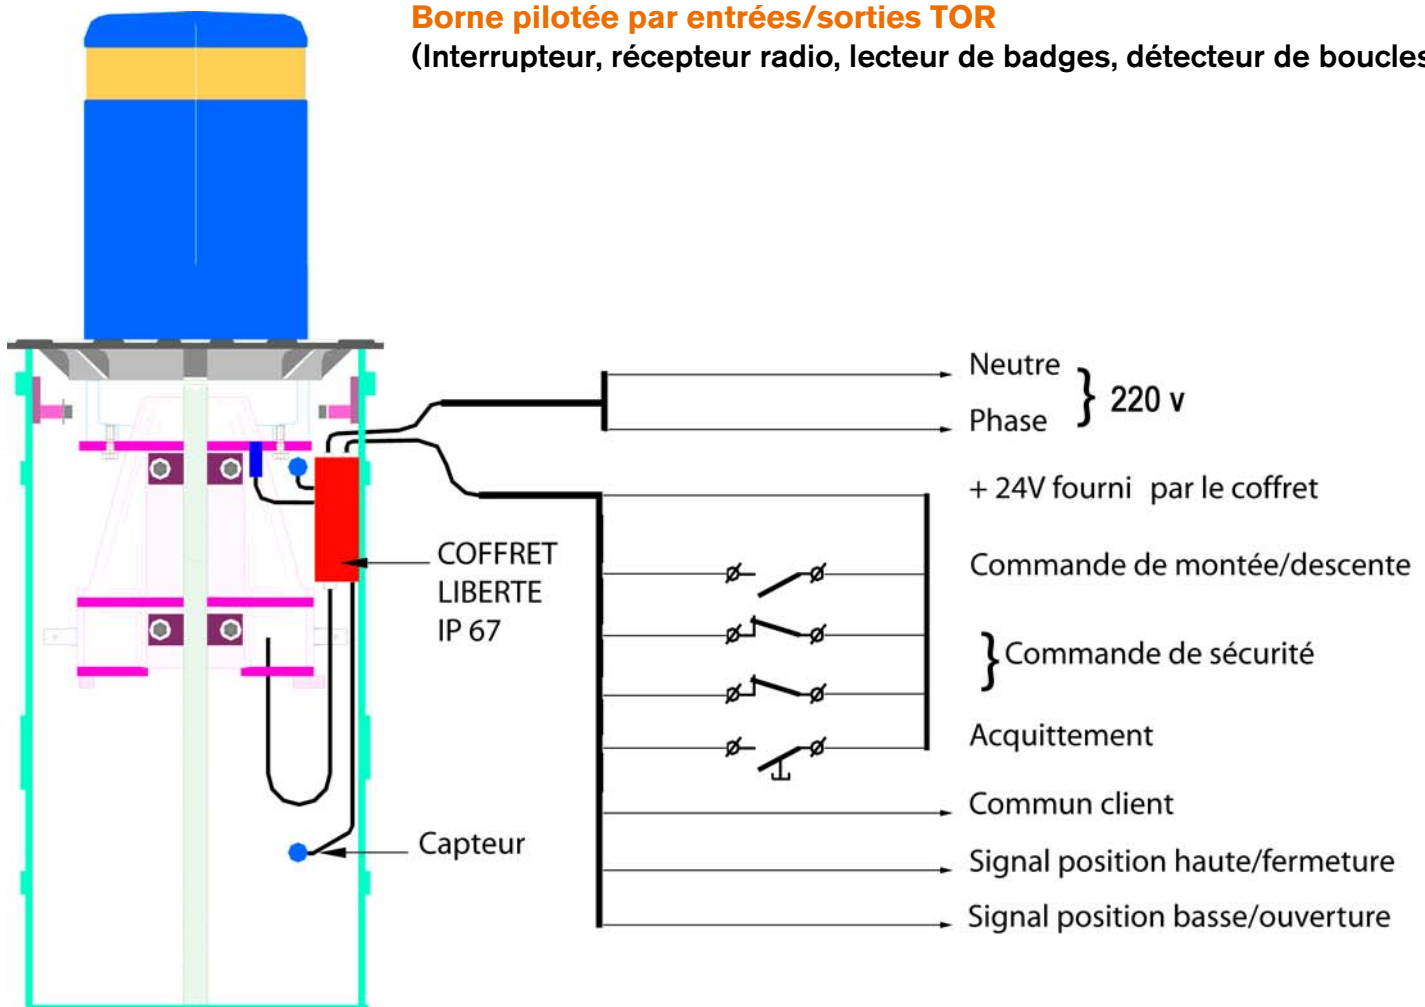 Borne pilotée par entrées/sorties TOR
(Interrupteur, récepteur radio, lecteur de badges, détecteur de boucles
Neutre
} 220 v
Phase
+ 24V fourni par le coffret
COFFRET
LIBERTE
IP 67
Commande de montée/descente
} Commande de sécurité
Acquittement
Commun client
Capteur
Signal position haute/fermeture
Signal position basse/ouverture